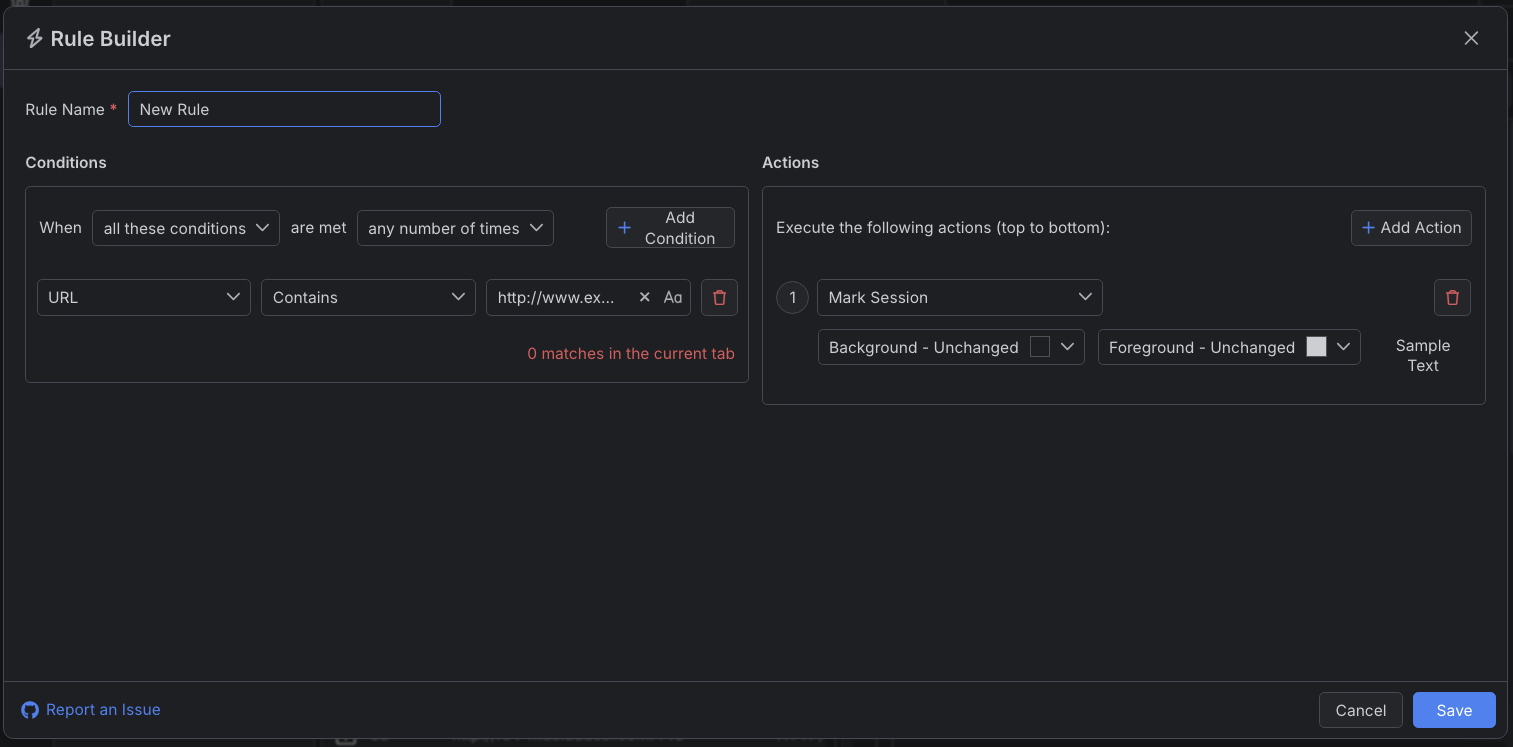 Rule Builder
Rule Name *
New Rule
Conditions
When
all these conditions
are met
any number of times
Add
Condition
URL
Contains
http://www.ex...
Aa
0 matches in the current tab
Actions
Execute the following actions (top to bottom):
Add Action
1
Mark Session
Background - Unchanged
Foreground - Unchanged
Sample
Text
Report an Issue
Cancel
Save